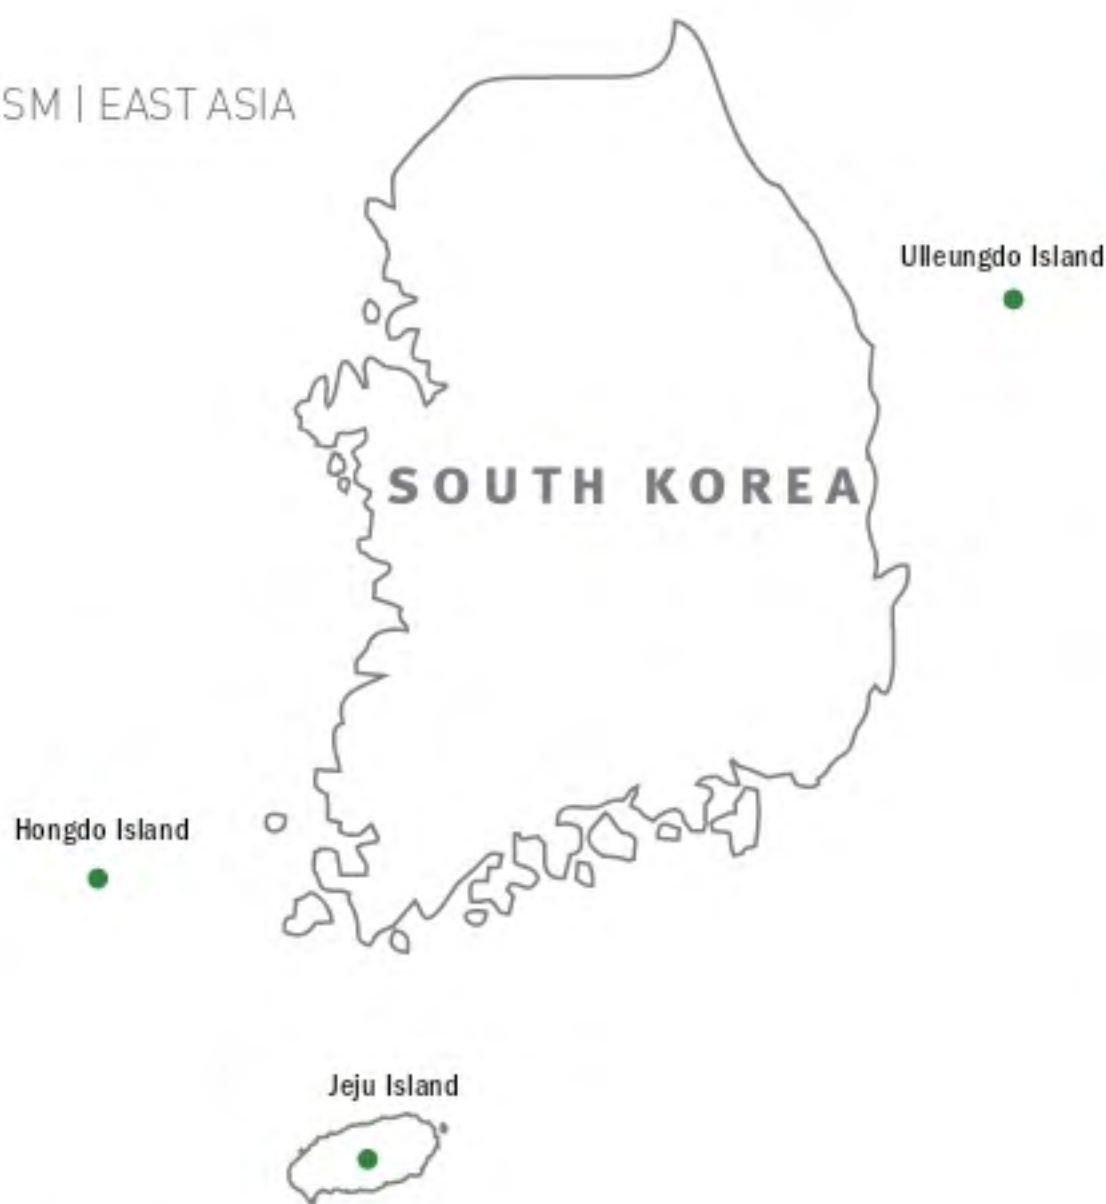 SM | EAST ASIA
Ulleungdo Island
SOUTH KOREA
Hongdo Island
Jeju Island